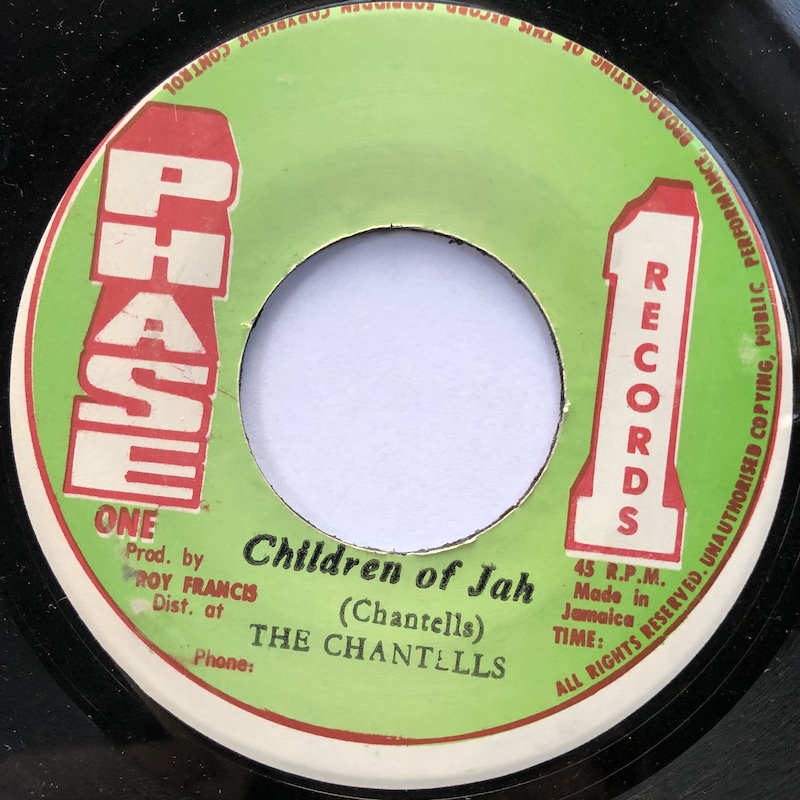 PHASE
ONE
Prod. by
ROY FRANCIS
Dist. at
Phone:
1
RECORDS
45 R.P.M.
Made in
Jamaica
TIME:
Children of Jah
(Chantells)
THE CHANTELLS
ALL RIGHTS RESERVED. UNAUTHORISED COPYING, PUBLIC PERFORMANCE, BROADCASTING OF THIS RECORD FORBIDDEN COPYRIGHT CONTROL